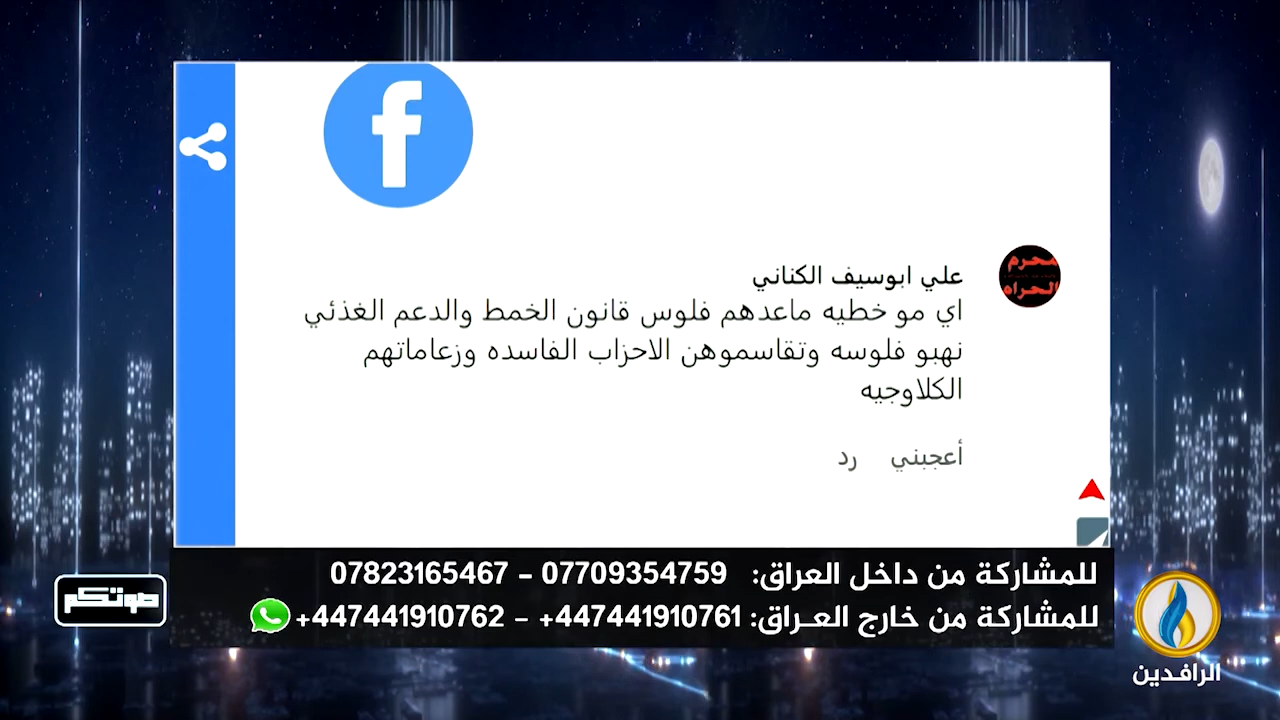 محرم
الحراه
علي ابوسيف الكناني
اي مو خطيه ماعدهم فلوس قانون الخمط والدعم الغذئي
نهبو فلوسه وتقاسموهن الاحزاب الفاسده وزعاماتهم
الكلاوجيه
أعجبني رد
للمشاركة من داخل العراق: 07709354759 - 07823165467
للمشاركة من خارج العـراق: 447441910761+ - 447441910762+
صوتكم
الرافدين